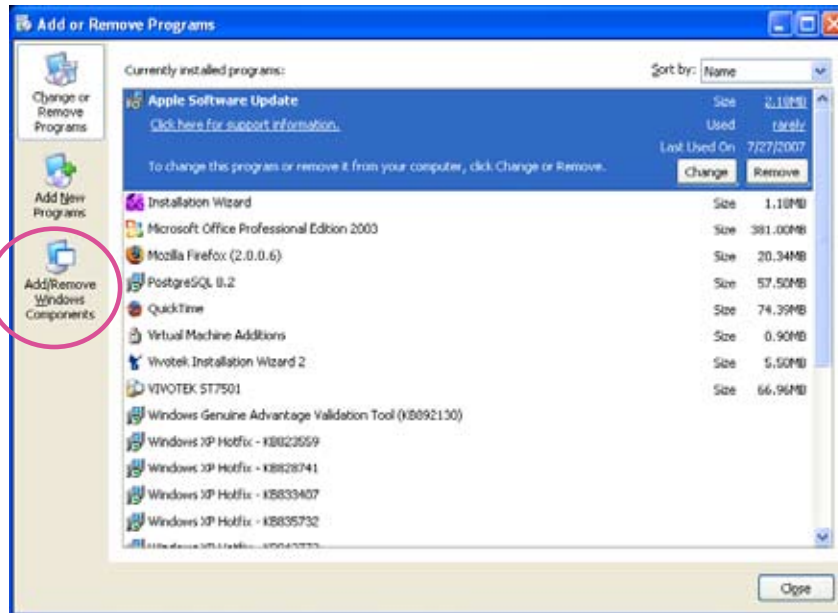 Add or Remove Programs
Change or
Remove
Programs
Add New
Programs
Add/Remove
Windows
Components
Currently installed programs:
Sort by: Name
Apple Software Update
Size 2.18MB
Click here for support information.
Used rarely
Last Used On 7/27/2007
To change this program or remove it from your computer, click Change or Remove.
Change Remove
Installation Wizard Size 1.18MB
Microsoft Office Professional Edition 2003 Size 381.00MB
Mozilla Firefox (2.0.0.6) Size 20.34MB
PostgreSQL 8.2 Size 57.50MB
QuickTime Size 74.39MB
Virtual Machine Additions Size 0.90MB
Vivotek Installation Wizard 2 Size 5.50MB
VIVOTEK ST7501 Size 66.96MB
Windows Genuine Advantage Validation Tool (KB892130)
Windows XP Hotfix - KB823559
Windows XP Hotfix - KB828741
Windows XP Hotfix - KB833407
Windows XP Hotfix - KB835732
Windows XP Hotfix -
Close